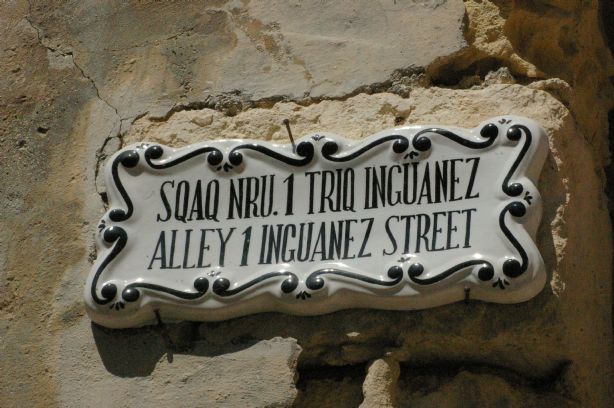 SQAQ NRU. 1 TRIQ INGUANEZ
ALLEY 1 INGUANEZ STREET